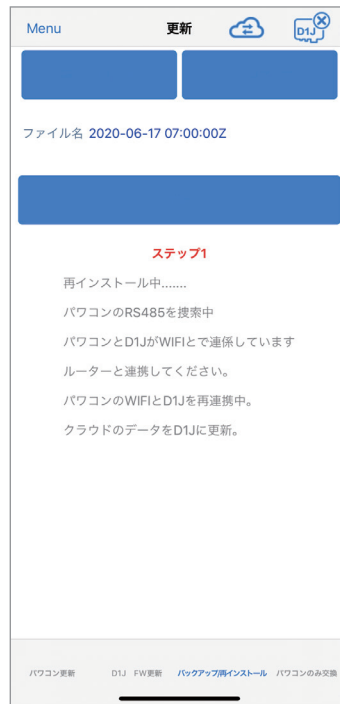 Menu 更新 D1J
ファイル名 2020-06-17 07:00:00Z
ステップ1
再インストール中.......
パワコンのRS485を捜索中
パワコンとD1JがWIFIとで連係しています
ルーターと連携してください。
パワコンのWIFIとD1Jを再連携中。
クラウドのデータをD1Jに更新。
パワコン更新 D1J FW更新 バックアップ/再インストール パワコンのみ交換